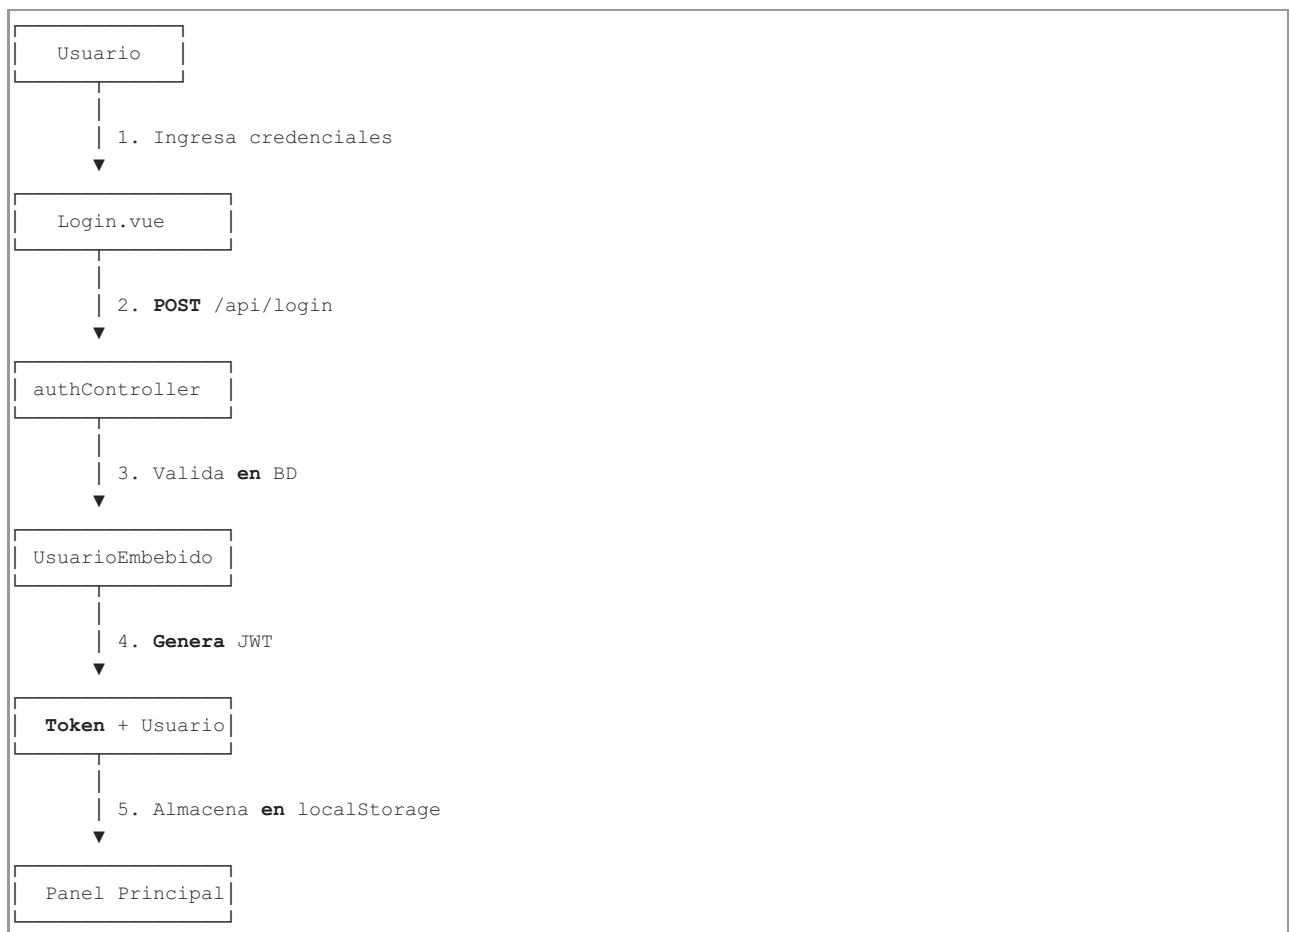 Usuario
1. Ingresa credenciales
Login.vue
2. POST /api/login
authController
3. Valida en BD
UsuarioEmbebido
4. Genera JWT
Token + Usuario
5. Almacena en localStorage
Panel Principal